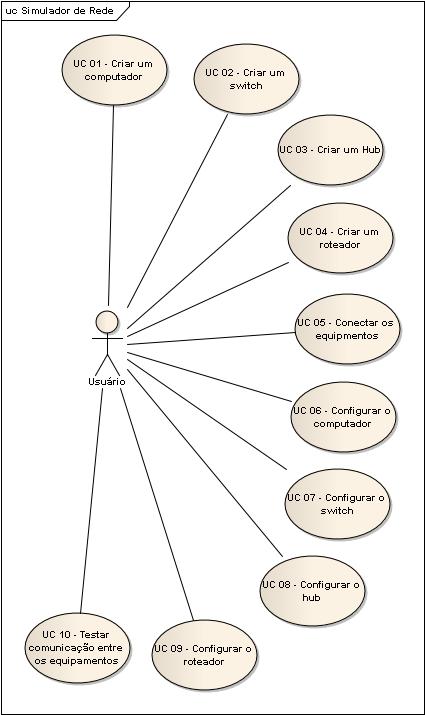 uc Simulador de Rede
UC 01 - Criar um
computador
UC 02 - Criar um
switch
UC 03 - Criar um Hub
UC 04 - Criar um
roteador
UC 05 - Conectar os
equipmentos
Usuário
UC 06 - Configurar o
computador
UC 07 - Configurar o
switch
UC 08 - Configurar o
hub
UC 09 - Configurar o
roteador
UC 10 - Testar
comunicação entre
os equipamentos